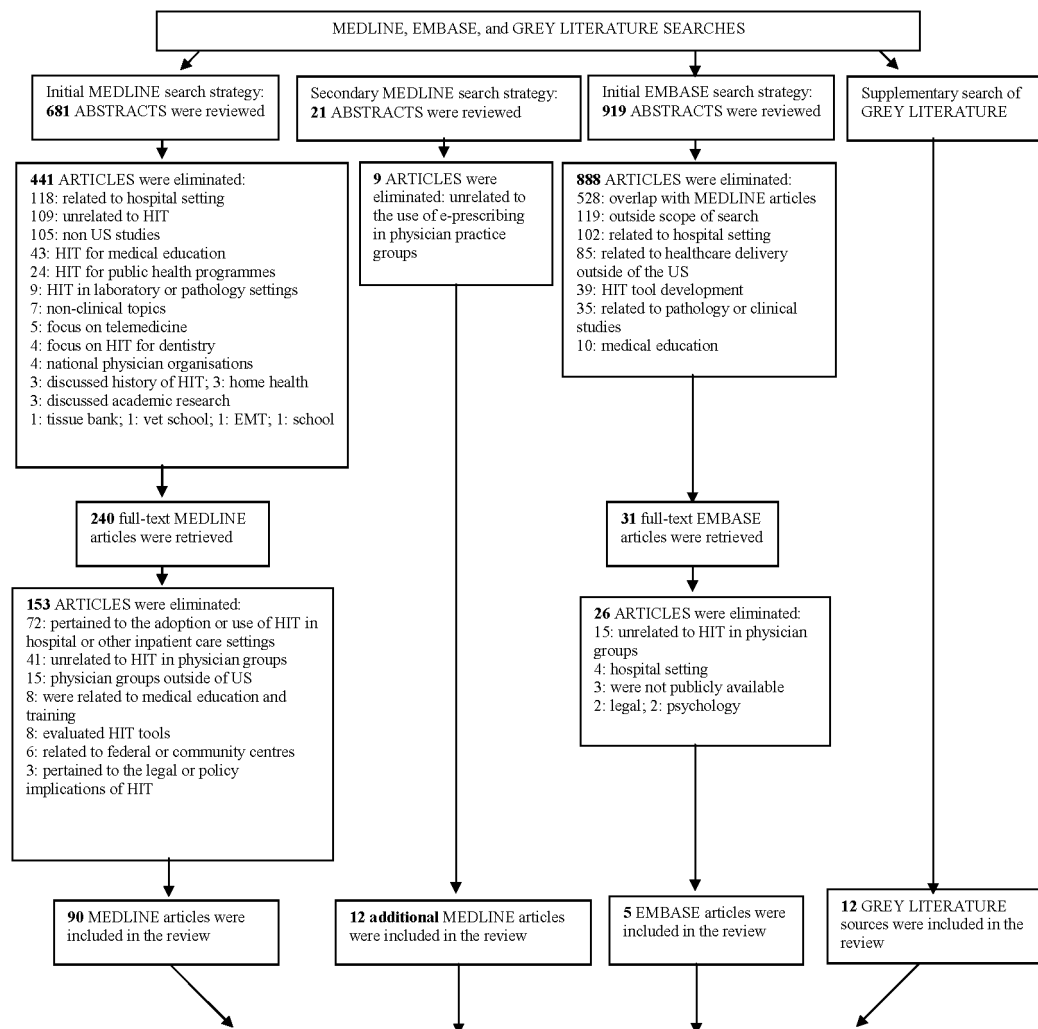 MEDLINE, EMBASE, and GREY LITERATURE SEARCHES
Initial MEDLINE search strategy:
681 ABSTRACTS were reviewed
Secondary MEDLINE search strategy:
21 ABSTRACTS were reviewed
Initial EMBASE search strategy:
919 ABSTRACTS were reviewed
Supplementary search of
GREY LITERATURE
441 ARTICLES were eliminated:
118: related to hospital setting
109: unrelated to HIT
105: non US studies
43: HIT for medical education
24: HIT for public health programmes
9: HIT in laboratory or pathology settings
7: non-clinical topics
5: focus on telemedicine
4: focus on HIT for dentistry
4: national physician organisations
3: discussed history of HIT; 3: home health
3: discussed academic research
1: tissue bank; 1: vet school; 1: EMT; 1: school
9 ARTICLES were
eliminated: unrelated to
the use of e-prescribing
in physician practice
groups
888 ARTICLES were eliminated:
528: overlap with MEDLINE articles
119: outside scope of search
102: related to hospital setting
85: related to healthcare delivery
outside of the US
39: HIT tool development
35: related to pathology or clinical
studies
10: medical education
240 full-text MEDLINE
articles were retrieved
31 full-text EMBASE
articles were retrieved
153 ARTICLES were eliminated:
72: pertained to the adoption or use of HIT in
hospital or other inpatient care settings
41: unrelated to HIT in physician groups
15: physician groups outside of US
8: were related to medical education and
training
8: evaluated HIT tools
6: related to federal or community centres
3: pertained to the legal or policy
implications of HIT
26 ARTICLES were eliminated:
15: unrelated to HIT in physician
groups
4: hospital setting
3: were not publicly available
2: legal; 2: psychology
90 MEDLINE articles were
included in the review
12 additional MEDLINE articles
were included in the review
5 EMBASE articles were
included in the review
12 GREY LITERATURE
sources were included in the
review